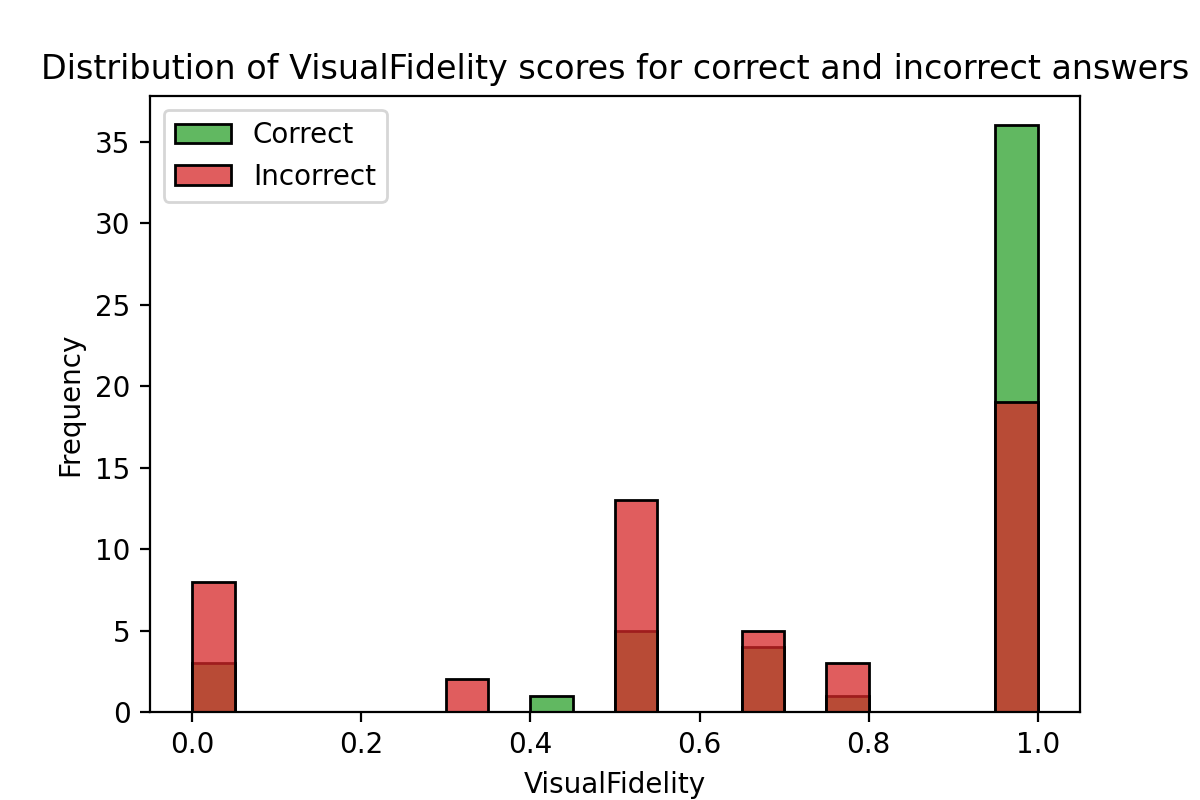 Distribution of VisualFidelity scores for correct and incorrect answers
Correct
Incorrect
35
30
25
20
15
10
5
0
Frequency
0.0 0.2 0.4 0.6 0.8 1.0
VisualFidelity